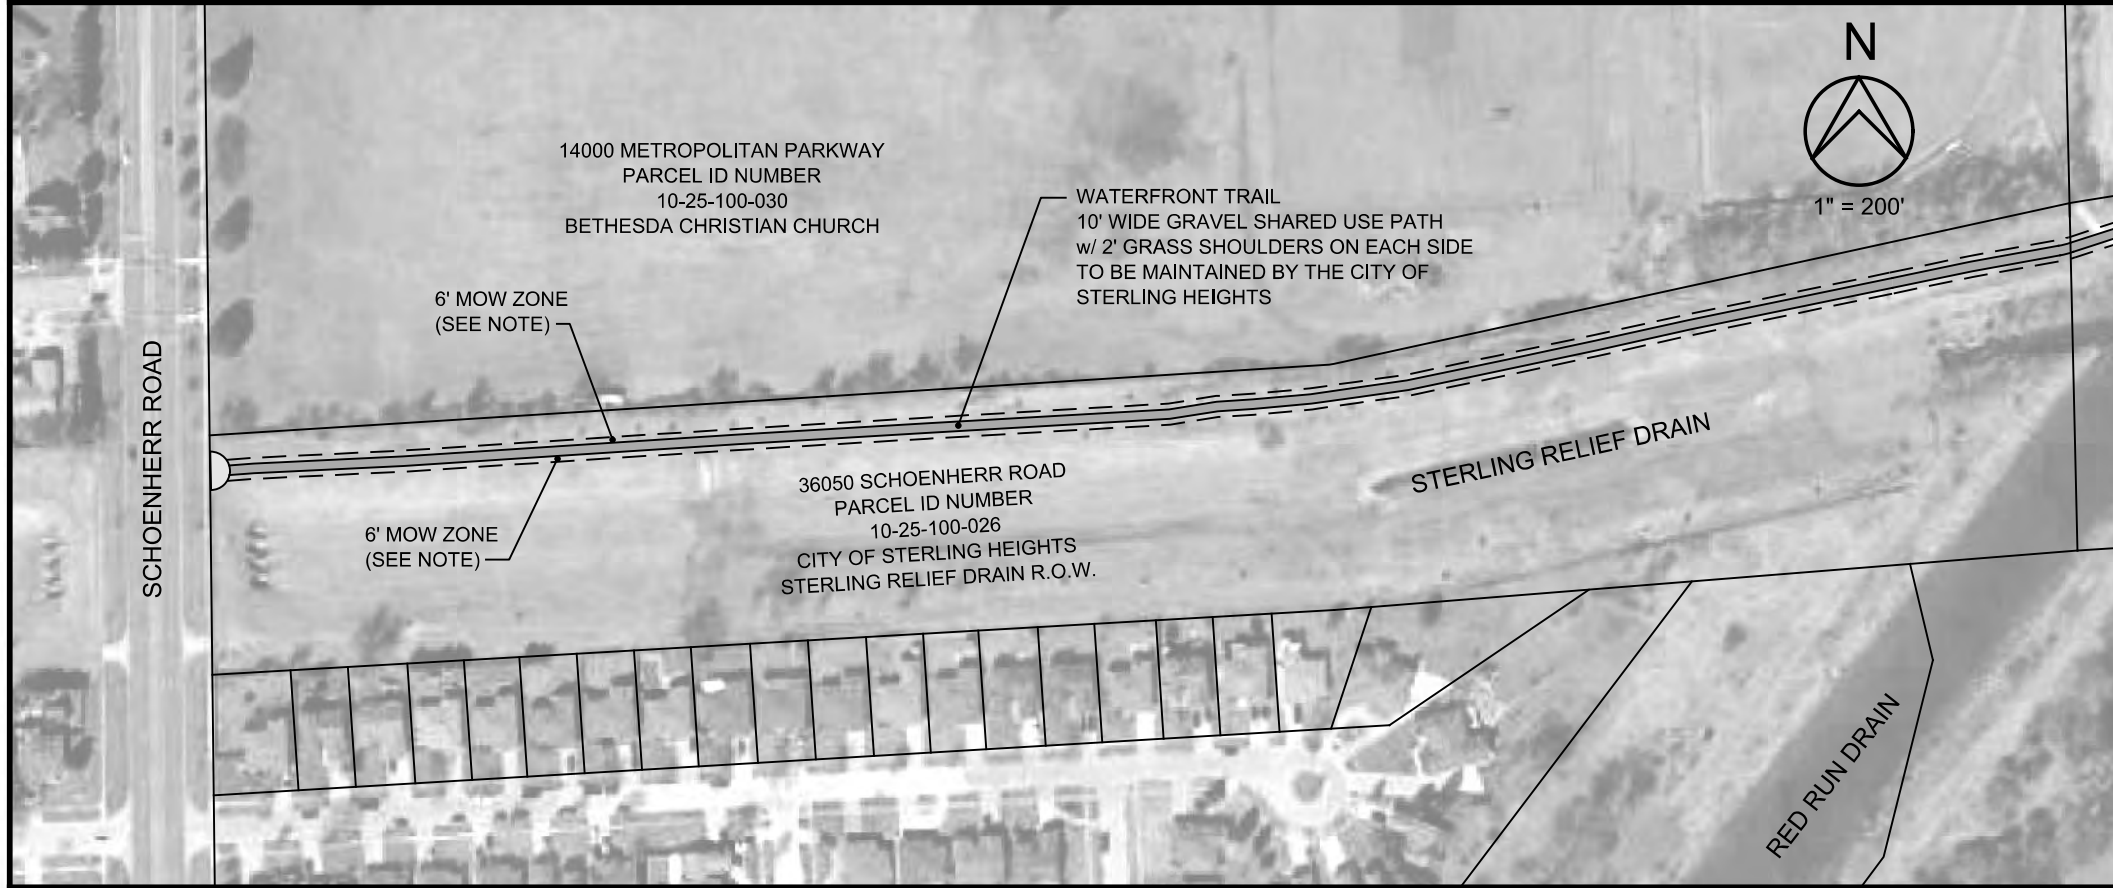 N
1" = 200'
14000 METROPOLITAN PARKWAY
PARCEL ID NUMBER
10-25-100-030
BETHESDA CHRISTIAN CHURCH
WATERFRONT TRAIL
10' WIDE GRAVEL SHARED USE PATH
w/ 2' GRASS SHOULDERS ON EACH SIDE
TO BE MAINTAINED BY THE CITY OF
STERLING HEIGHTS
6' MOW ZONE
(SEE NOTE)
SCHOENHERR ROAD
6' MOW ZONE
(SEE NOTE)
36050 SCHOENHERR ROAD
PARCEL ID NUMBER
10-25-100-026
CITY OF STERLING HEIGHTS
STERLING RELIEF DRAIN R.O.W.
STERLING RELIEF DRAIN
RED RUN DRAIN